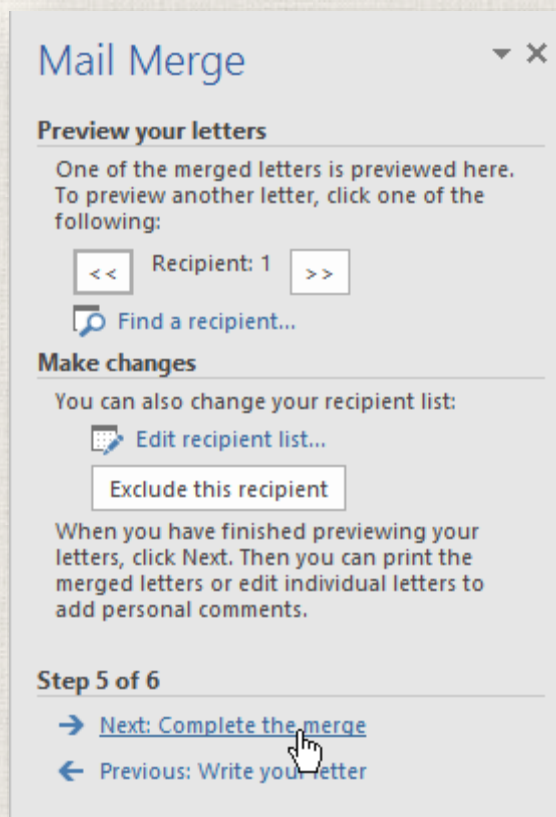 Mail Merge
Preview your letters
One of the merged letters is previewed here.
To preview another letter, click one of the
following:
<< Recipient: 1 >>
Find a recipient...
Make changes
You can also change your recipient list:
Edit recipient list...
Exclude this recipient
When you have finished previewing your
letters, click Next. Then you can print the
merged letters or edit individual letters to
add personal comments.
Step 5 of 6
Next: Complete the merge
Previous: Write your letter